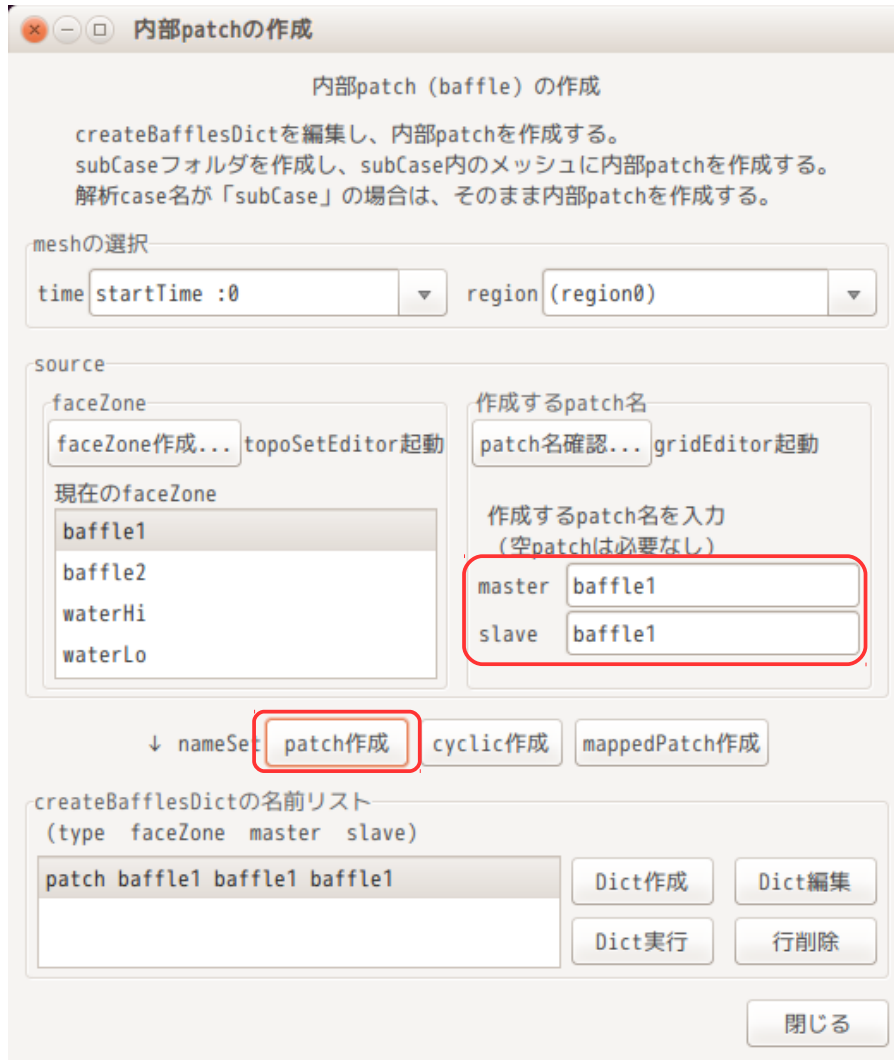 内部patchの作成
内部patch (baffle) の作成
createBafflesDictを編集し、内部patchを作成する。
subCaseフォルダを作成し、subCase内のメッシュに内部patchを作成する。
解析case名が「subCase」の場合は、そのまま内部patchを作成する。
meshの選択
time startTime :0 region (region0)
source
faceZone
faceZone作成... topoSetEditor起動
現在のfaceZone
baffle1
baffle2
waterHi
waterLo
作成するpatch名
patch名確認... gridEditor起動
作成するpatch名を入力
(空patchは必要なし)
master baffle1
slave baffle1
↓ nameSet patch作成 cyclic作成 mappedPatch作成
createBafflesDictの名前リスト
(type faceZone master slave)
patch baffle1 baffle1 baffle1
Dict作成 Dict編集
Dict実行 行削除
閉じる